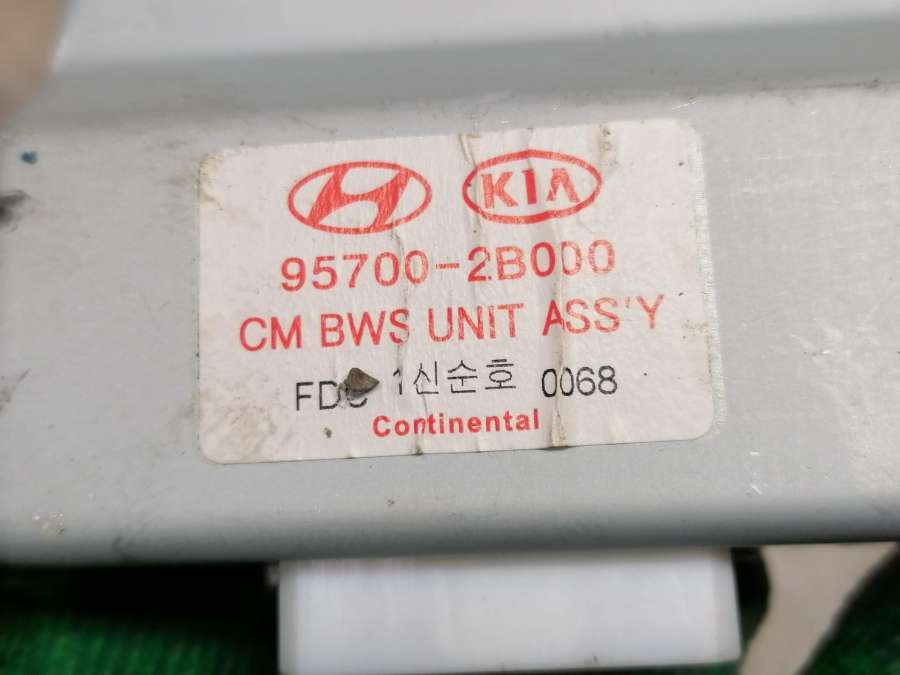 KIA
95700-2B000
CM BWS UNIT ASS'Y
1신순호 0068
Continental